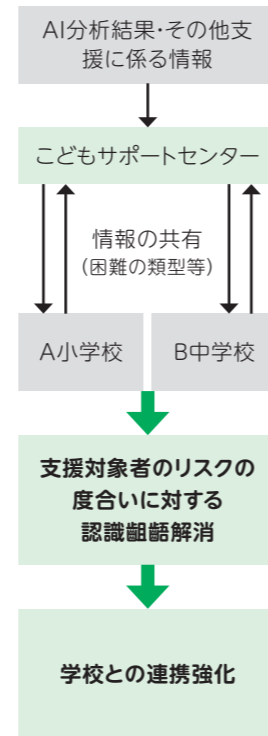 AI分析結果・その他支
援に係る情報
こどもサポートセンター
情報の共有
(困難の類型等)
A小学校
B中学校
支援対象者のリスクの
度合いに対する
認識齟齬解消
学校との連携強化